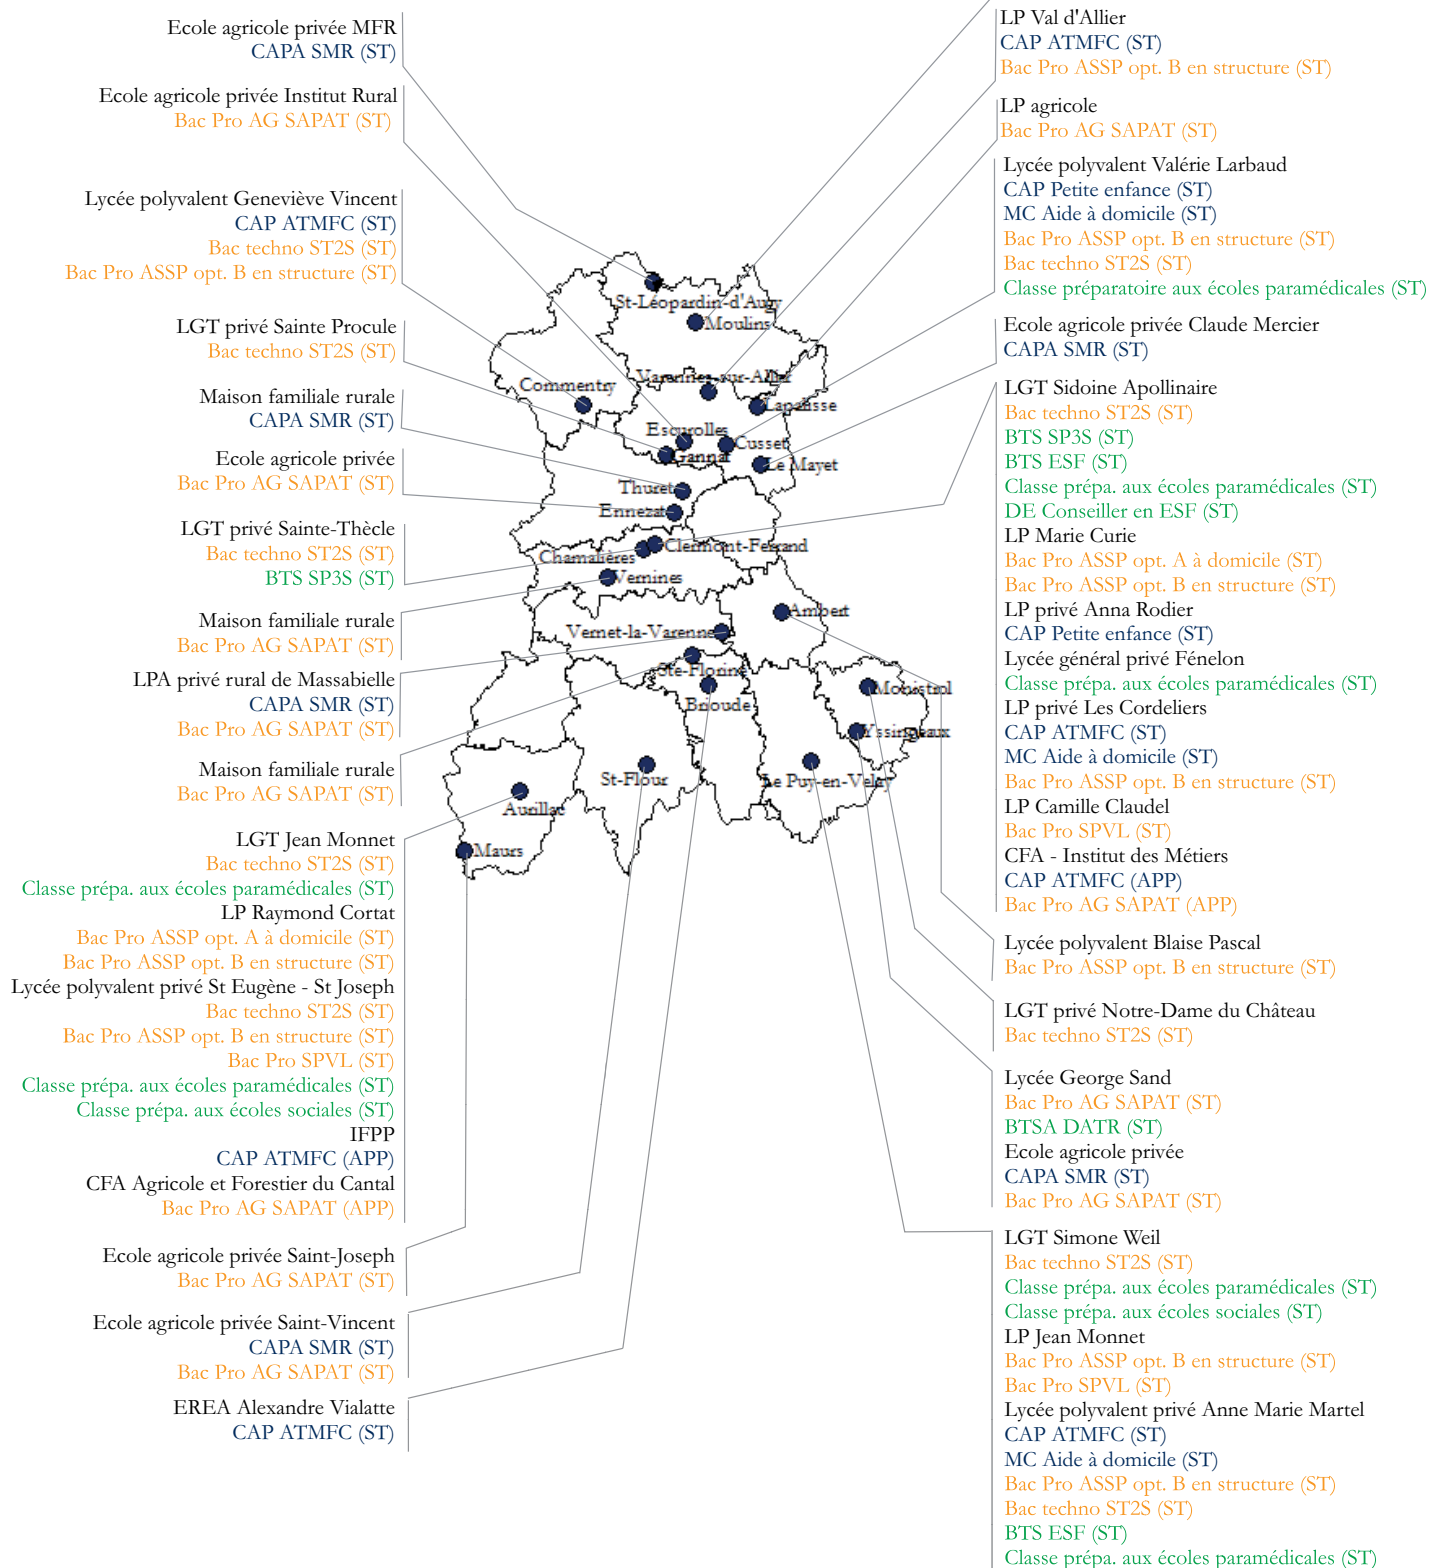 Ecole agricole privée MFR
CAPA SMR (ST)
Ecole agricole privée Institut Rural
Bac Pro AG SAPAT (ST)
Lycée polyvalent Geneviève Vincent
CAP ATMFC (ST)
Bac techno ST2S (ST)
Bac Pro ASSP opt. B en structure (ST)
LGT privé Sainte Procule
Bac techno ST2S (ST)
Maison familiale rurale
CAPA SMR (ST)
Ecole agricole privée
Bac Pro AG SAPAT (ST)
LGT privé Sainte-Thècle
Bac techno ST2S (ST)
BTS SP3S (ST)
Maison familiale rurale
Bac Pro AG SAPAT (ST)
LPA privé rural de Massabielle
CAPA SMR (ST)
Bac Pro AG SAPAT (ST)
Maison familiale rurale
Bac Pro AG SAPAT (ST)
LGT Jean Monnet
Bac techno ST2S (ST)
Classe prépa. aux écoles paramédicales (ST)
LP Raymond Cortat
Bac Pro ASSP opt. A à domicile (ST)
Bac Pro ASSP opt. B en structure (ST)
Lycée polyvalent privé St Eugène - St Joseph
Bac techno ST2S (ST)
Bac Pro ASSP opt. B en structure (ST)
Bac Pro SPVL (ST)
Classe prépa. aux écoles paramédicales (ST)
Classe prépa. aux écoles sociales (ST)
IFPP
CAP ATMFC (APP)
CFA Agricole et Forestier du Cantal
Bac Pro AG SAPAT (APP)
Ecole agricole privée Saint-Joseph
Bac Pro AG SAPAT (ST)
Ecole agricole privée Saint-Vincent
CAPA SMR (ST)
Bac Pro AG SAPAT (ST)
EREA Alexandre Vialatte
CAP ATMFC (ST)
St-Léopardin-d'Augy
Moulins
Varennes-sur-Allier
Commentry
Lapalisse
Escurolles
Cusset
Gannat
Le Mayet
Thuret
Ennezat
Clermont-Ferrand
Chamalières
Vernines
Ambert
Vernet-la-Varenne
Ste-Florine
Brioude
Monistrol
Yssingeaux
St-Flour
Le Puy-en-Velay
Aurillac
Maurs
LP Val d'Allier
CAP ATMFC (ST)
Bac Pro ASSP opt. B en structure (ST)
LP agricole
Bac Pro AG SAPAT (ST)
Lycée polyvalent Valérie Larbaud
CAP Petite enfance (ST)
MC Aide à domicile (ST)
Bac Pro ASSP opt. B en structure (ST)
Bac techno ST2S (ST)
Classe préparatoire aux écoles paramédicales (ST)
Ecole agricole privée Claude Mercier
CAPA SMR (ST)
LGT Sidoine Apollinaire
Bac techno ST2S (ST)
BTS SP3S (ST)
BTS ESF (ST)
Classe prépa. aux écoles paramédicales (ST)
DE Conseiller en ESF (ST)
LP Marie Curie
Bac Pro ASSP opt. A à domicile (ST)
Bac Pro ASSP opt. B en structure (ST)
LP privé Anna Rodier
CAP Petite enfance (ST)
Lycée général privé Fénelon
Classe prépa. aux écoles paramédicales (ST)
LP privé Les Cordeliers
CAP ATMFC (ST)
MC Aide à domicile (ST)
Bac Pro ASSP opt. B en structure (ST)
LP Camille Claudel
Bac Pro SPVL (ST)
CFA - Institut des Métiers
CAP ATMFC (APP)
Bac Pro AG SAPAT (APP)
Lycée polyvalent Blaise Pascal
Bac Pro ASSP opt. B en structure (ST)
LGT privé Notre-Dame du Château
Bac techno ST2S (ST)
Lycée George Sand
Bac Pro AG SAPAT (ST)
BTSA DATR (ST)
Ecole agricole privée
CAPA SMR (ST)
Bac Pro AG SAPAT (ST)
LGT Simone Weil
Bac techno ST2S (ST)
Classe prépa. aux écoles paramédicales (ST)
Classe prépa. aux écoles sociales (ST)
LP Jean Monnet
Bac Pro ASSP opt. B en structure (ST)
Bac Pro SPVL (ST)
Lycée polyvalent privé Anne Marie Martel
CAP ATMFC (ST)
MC Aide à domicile (ST)
Bac Pro ASSP opt. B en structure (ST)
Bac techno ST2S (ST)
BTS ESF (ST)
Classe prépa. aux écoles paramédicales (ST)